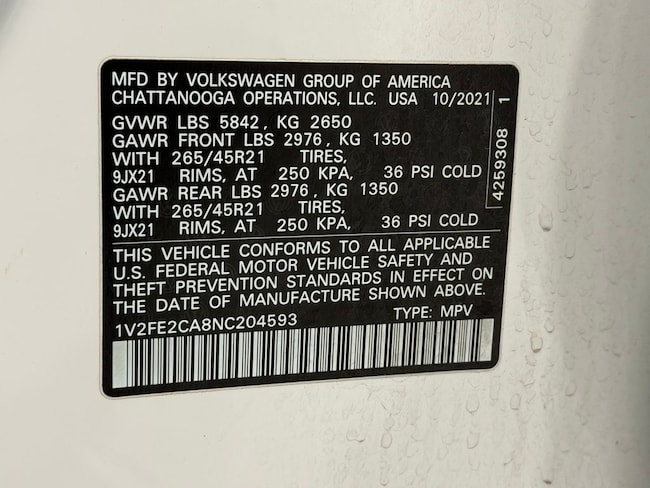 MFD BY VOLKSWAGEN GROUP OF AMERICA
CHATTANOOGA OPERATIONS, LLC. USA 10/2021
GVWR LBS 5842, KG 2650
GAWR FRONT LBS 2976, KG 1350
WITH 265/45R21 TIRES,
9JX21 RIMS, AT 250 KPA, 36 PSI COLD
GAWR REAR LBS 2976, KG 1350
WITH 265/45R21 TIRES,
9JX21 RIMS, AT 250 KPA, 36 PSI COLD
THIS VEHICLE CONFORMS TO ALL APPLICABLE
U.S. FEDERAL MOTOR VEHICLE SAFETY AND
THEFT PREVENTION STANDARDS IN EFFECT ON
THE DATE OF MANUFACTURE SHOWN ABOVE.
1V2FE2CA8NC204593 TYPE: MPV
4259308 1